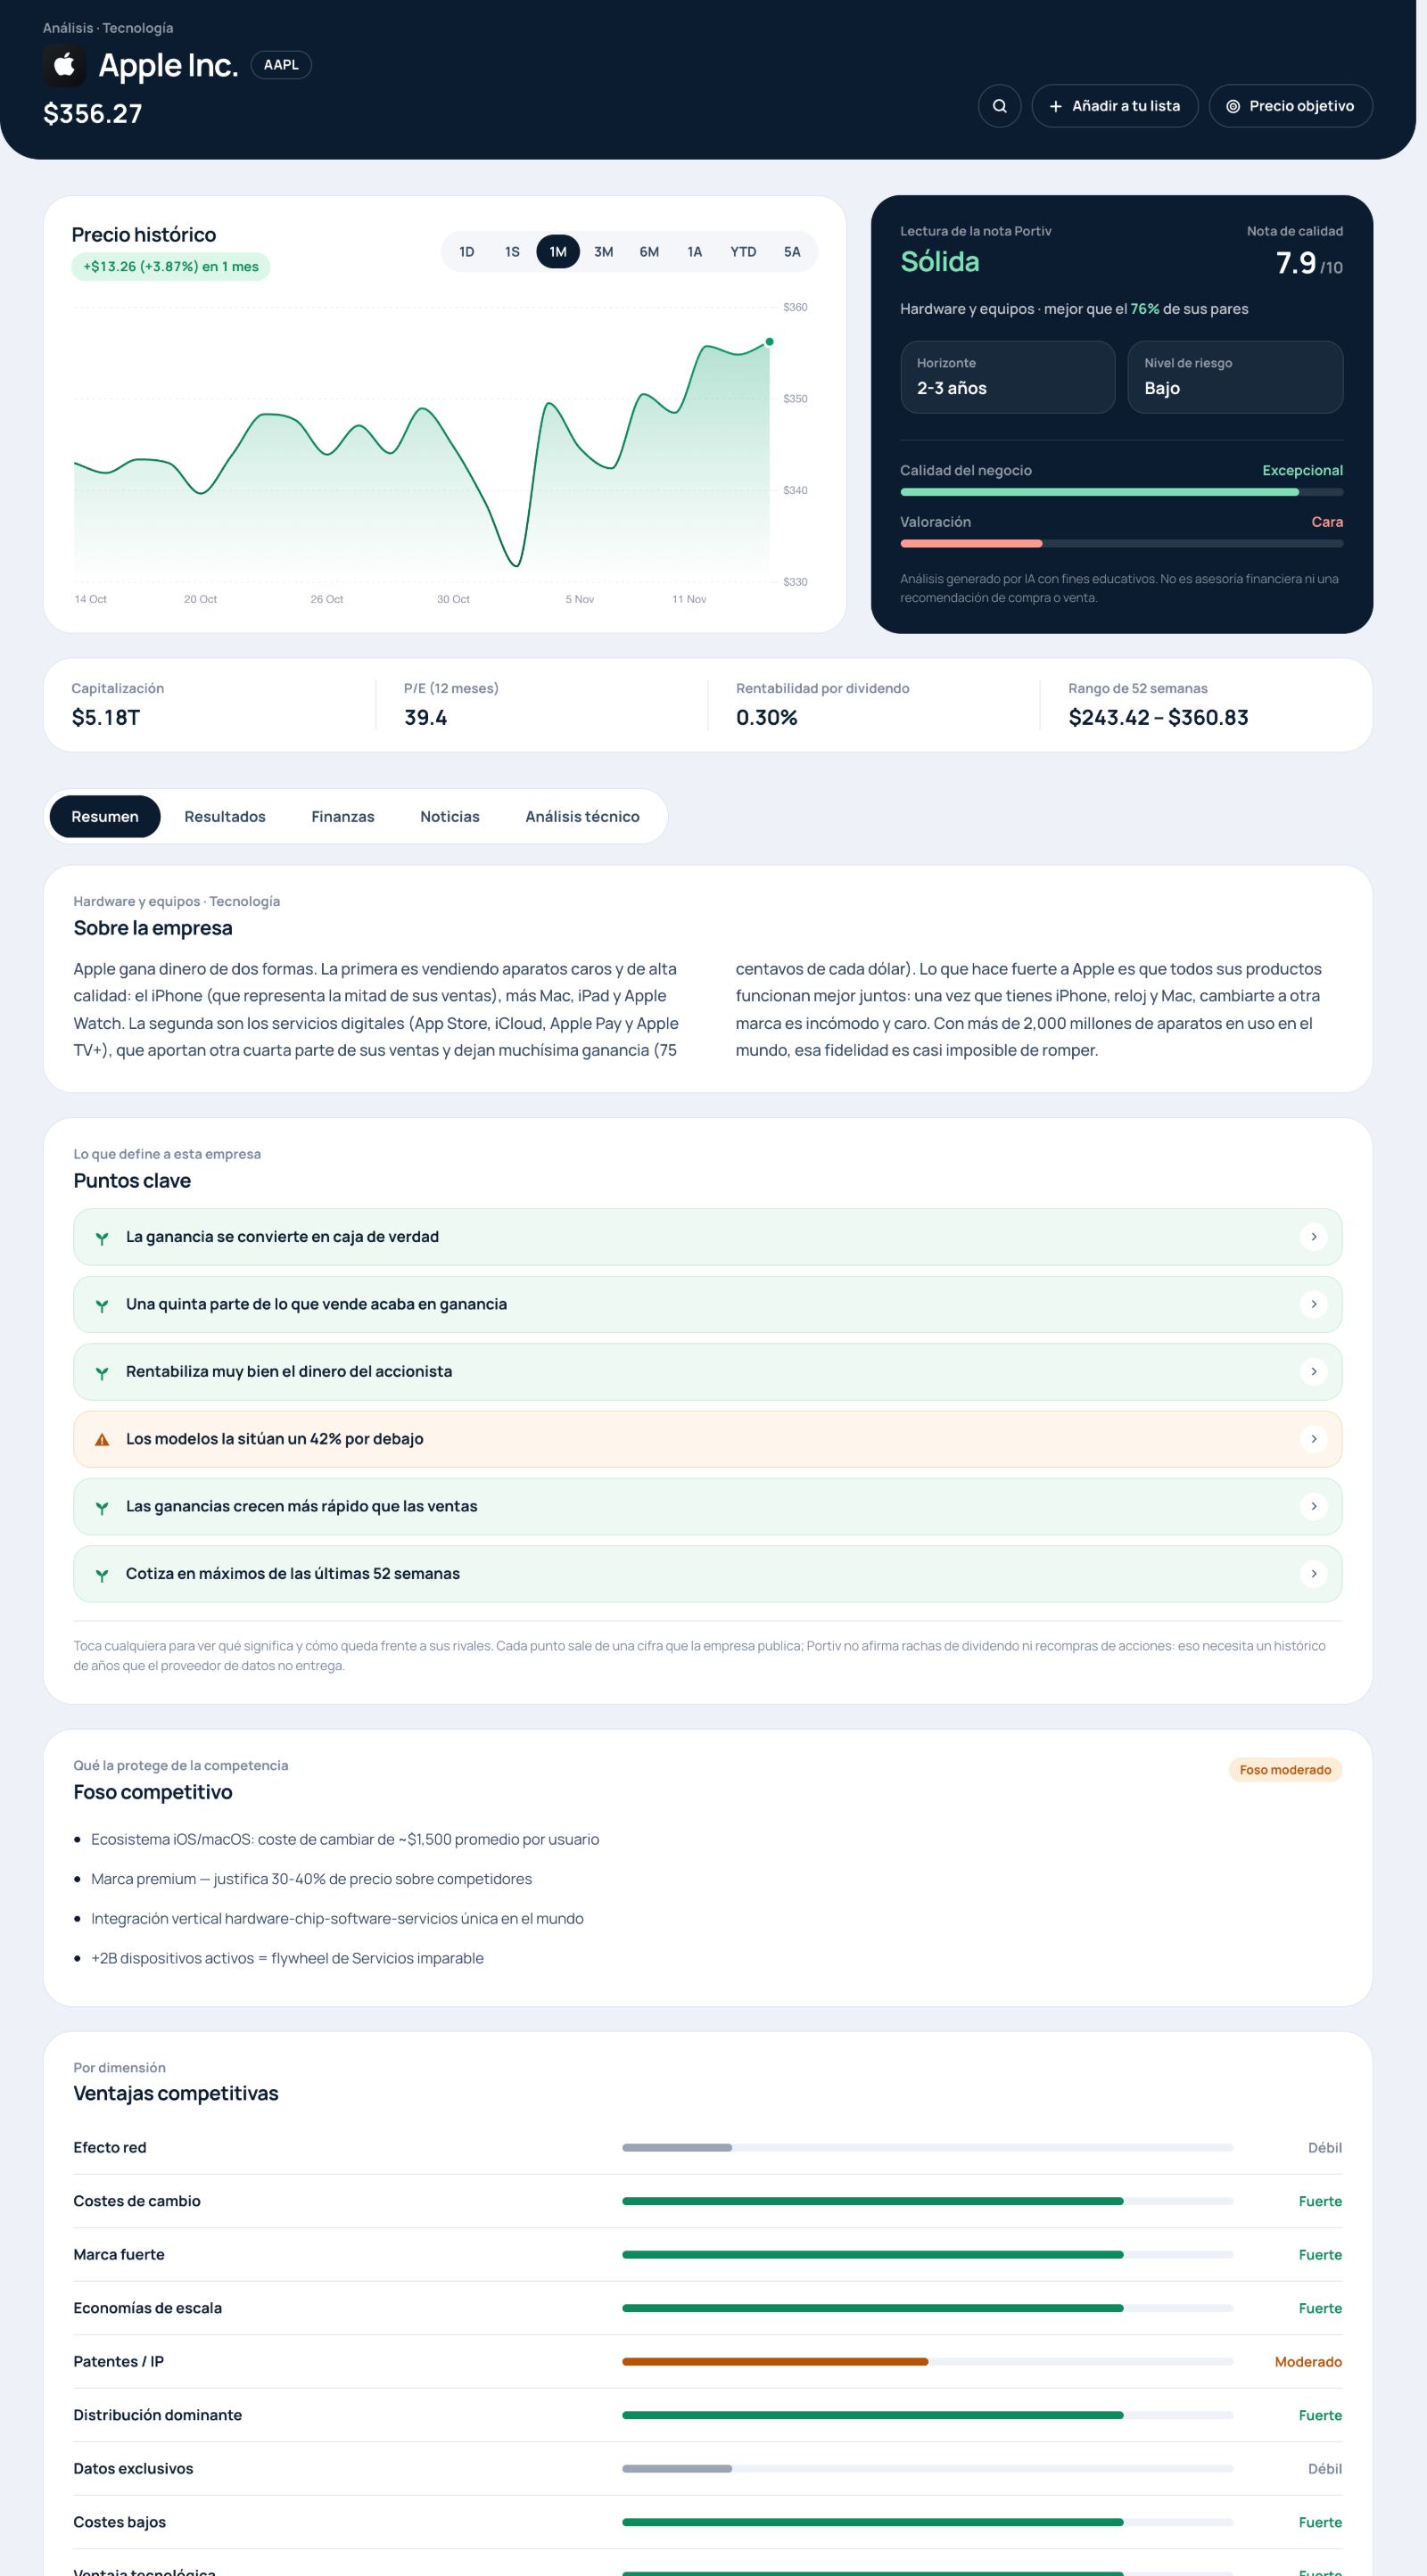 Análisis · Tecnología
Apple Inc.
AAPL
$356.27
Añadir a tu lista
Precio objetivo
Precio histórico
+$13.26 (+3.87%) en 1 mes
1D 1S 1M 3M 6M 1A YTD 5A
$360
$350
$340
$330
14 Oct 20 Oct 26 Oct 30 Oct 5 Nov 11 Nov
Lectura de la nota Portiv
Sólida
Nota de calidad
7.9 /10
Hardware y equipos · mejor que el 76% de sus pares
Horizonte
2-3 años
Nivel de riesgo
Bajo
Calidad del negocio Excepcional
Valoración Cara
Análisis generado por IA con fines educativos. No es asesoría financiera ni una
recomendación de compra o venta.
Capitalización
$5.18T
P/E (12 meses)
39.4
Rentabilidad por dividendo
0.30%
Rango de 52 semanas
$243.42 – $360.83
Resumen Resultados Finanzas Noticias Análisis técnico
Hardware y equipos · Tecnología
Sobre la empresa
Apple gana dinero de dos formas. La primera es vendiendo aparatos caros y de alta
calidad: el iPhone (que representa la mitad de sus ventas), más Mac, iPad y Apple
Watch. La segunda son los servicios digitales (App Store, iCloud, Apple Pay y Apple
TV+), que aportan otra cuarta parte de sus ventas y dejan muchísima ganancia (75
centavos de cada dólar). Lo que hace fuerte a Apple es que todos sus productos
funcionan mejor juntos: una vez que tienes iPhone, reloj y Mac, cambiarte a otra
marca es incómodo y caro. Con más de 2,000 millones de aparatos en uso en el
mundo, esa fidelidad es casi imposible de romper.
Lo que define a esta empresa
Puntos clave
La ganancia se convierte en caja de verdad
Una quinta parte de lo que vende acaba en ganancia
Rentabiliza muy bien el dinero del accionista
Los modelos la sitúan un 42% por debajo
Las ganancias crecen más rápido que las ventas
Cotiza en máximos de las últimas 52 semanas
Toca cualquiera para ver qué significa y cómo queda frente a sus rivales. Cada punto sale de una cifra que la empresa publica; Portiv no afirma rachas de dividendo ni recompras de acciones: eso necesita un histórico
de años que el proveedor de datos no entrega.
Qué la protege de la competencia
Foso competitivo
Foso moderado
Ecosistema iOS/macOS: coste de cambiar de ~$1,500 promedio por usuario
Marca premium — justifica 30-40% de precio sobre competidores
Integración vertical hardware-chip-software-servicios única en el mundo
+2B dispositivos activos = flywheel de Servicios imparable
Por dimensión
Ventajas competitivas
Efecto red Débil
Costes de cambio Fuerte
Marca fuerte Fuerte
Economías de escala Fuerte
Patentes / IP Moderado
Distribución dominante Fuerte
Datos exclusivos Débil
Costes bajos Fuerte
Ventaja tecnológica Fuerte